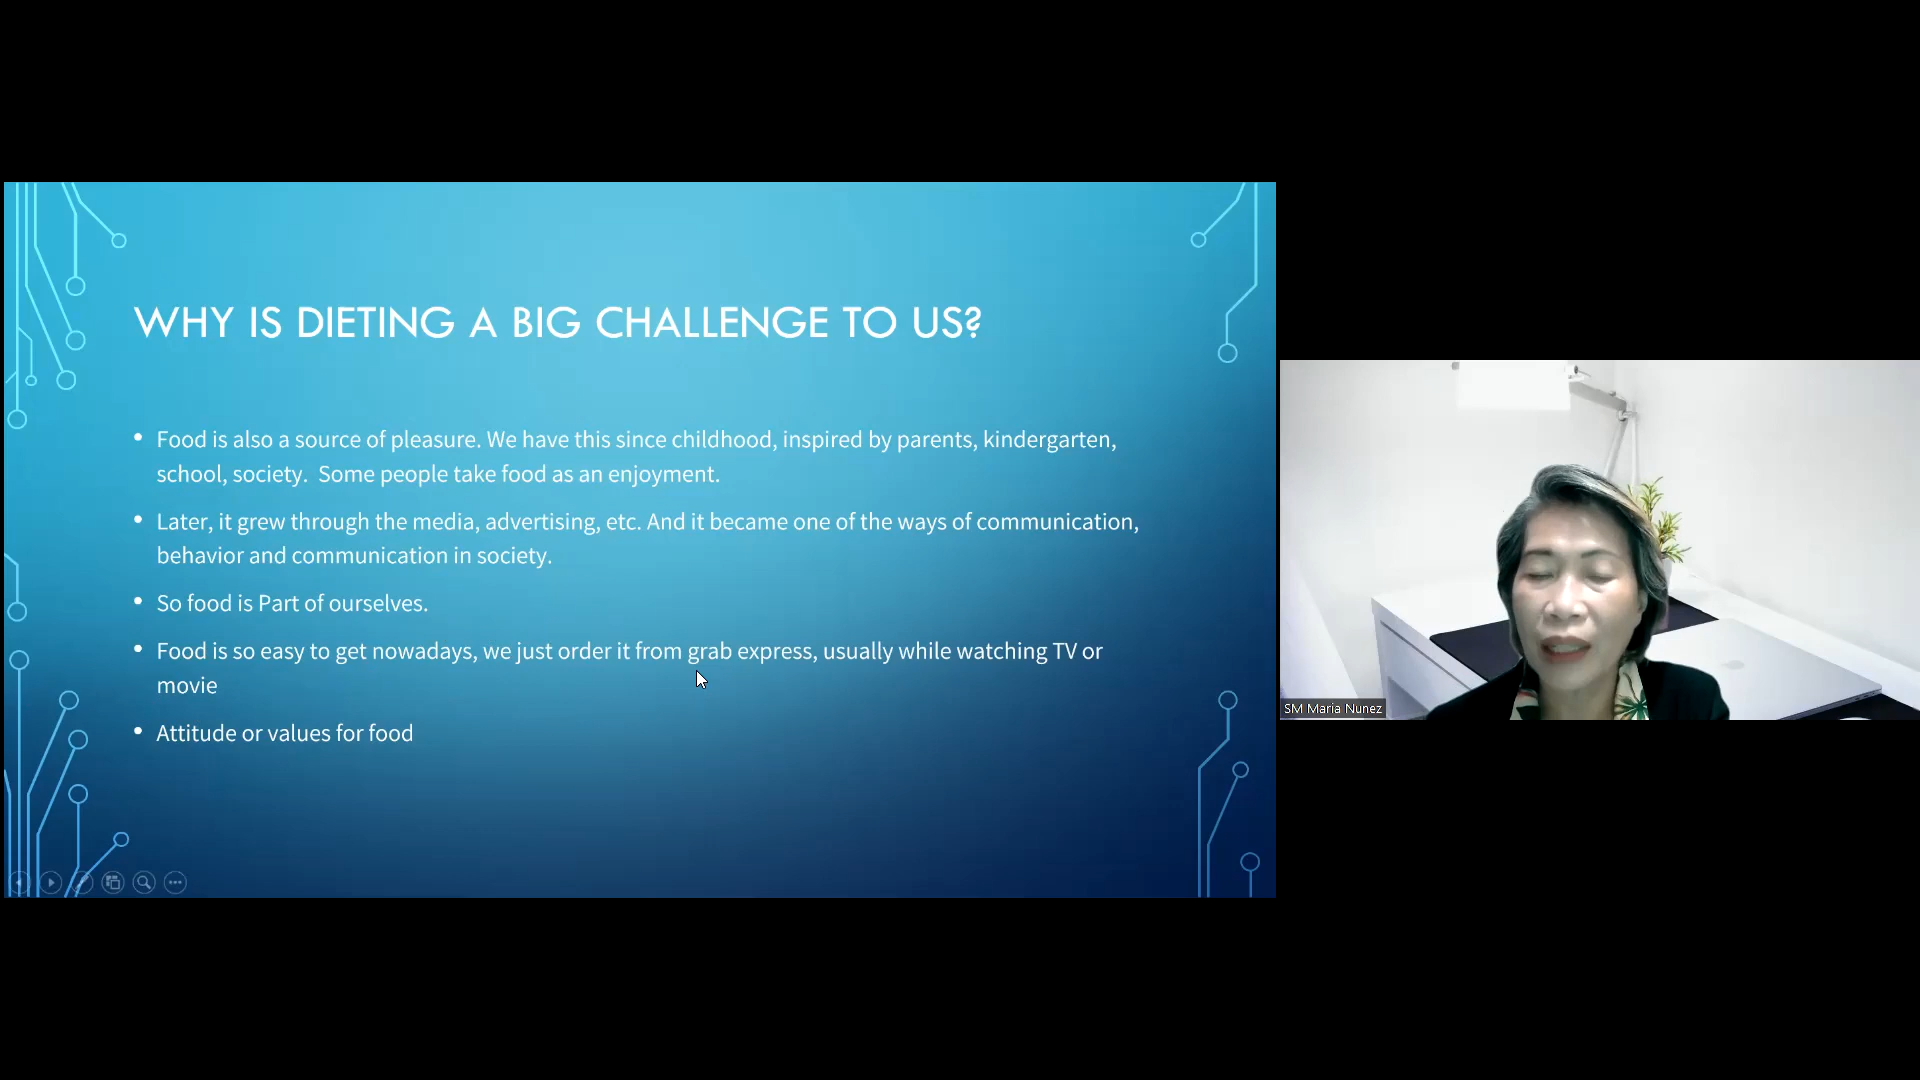 WHY IS DIETING A BIG CHALLENGE TO US?
• Food is also a source of pleasure. We have this since childhood, inspired by parents, kindergarten,
school, society.  Some people take food as an enjoyment.
• Later, it grew through the media, advertising, etc. And it became one of the ways of communication,
behavior and communication in society.
• So food is Part of ourselves.
• Food is so easy to get nowadays, we just order it from grab express, usually while watching TV or
movie
• Attitude or values for food
SM Maria Nunez